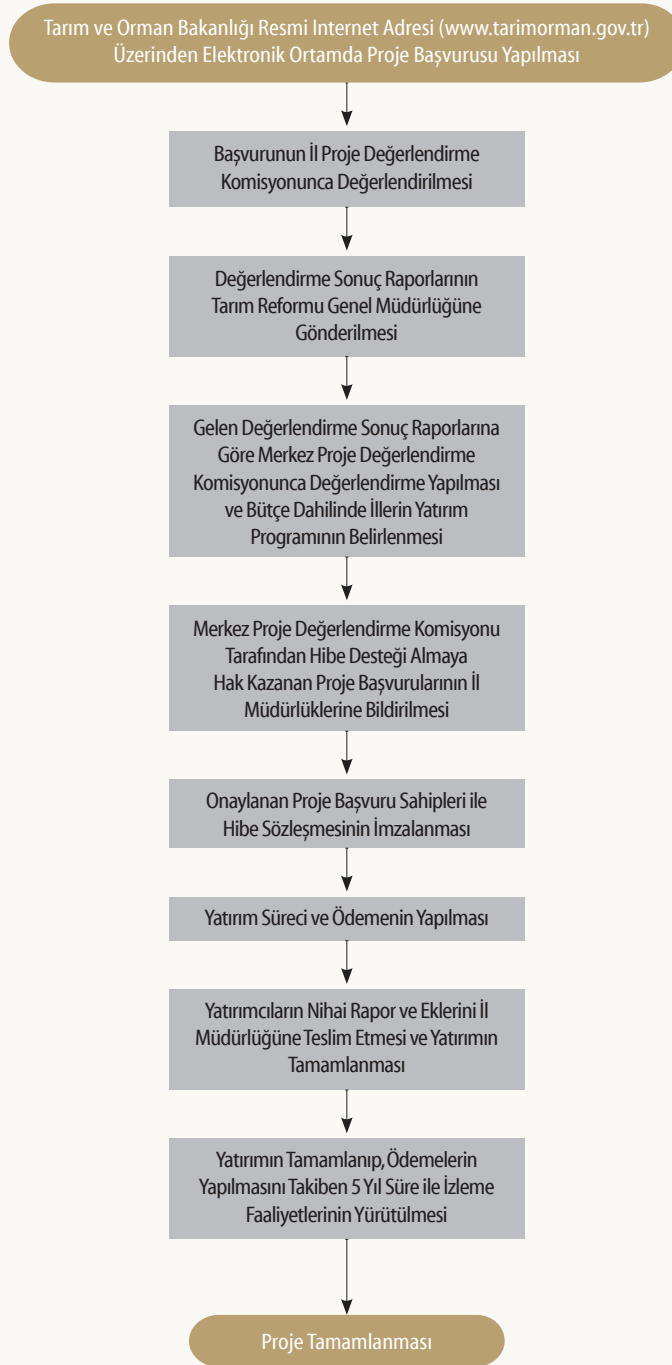 Tarım ve Orman Bakanlığı Resmi Internet Adresi (www.tarimorman.gov.tr)
Üzerinden Elektronik Ortamda Proje Başvurusu Yapılması
Başvurunun İl Proje Değerlendirme
Komisyonunca Değerlendirilmesi
Değerlendirme Sonuç Raporlarının
Tarım Reformu Genel Müdürlüğüne
Gönderilmesi
Gelen Değerlendirme Sonuç Raporlarına
Göre Merkez Proje Değerlendirme
Komisyonunca Değerlendirme Yapılması
ve Bütçe Dahilinde İllerin Yatırım
Programının Belirlenmesi
Merkez Proje Değerlendirme Komisyonu
Tarafından Hibe Desteği Almaya
Hak Kazanan Proje Başvurularının İl
Müdürlüklerine Bildirilmesi
Onaylanan Proje Başvuru Sahipleri ile
Hibe Sözleşmesinin İmzalanması
Yatırım Süreci ve Ödemenin Yapılması
Yatırımcıların Nihai Rapor ve Eklerini İl
Müdürlüğüne Teslim Etmesi ve Yatırımın
Tamamlanması
Yatırımın Tamamlanıp, Ödemelerin
Yapılmasını Takiben 5 Yıl Süre ile İzleme
Faaliyetlerinin Yürütülmesi
Proje Tamamlanması